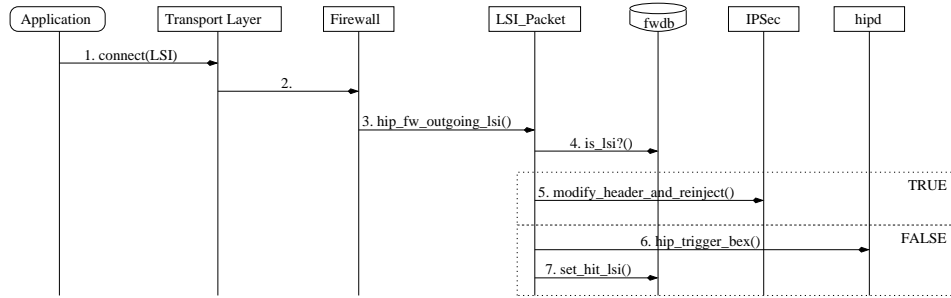 Application Transport Layer Firewall LSI_Packet fwdb IPSec hipd
1. connect(LSI)
2.
3. hip_fw_outgoing_lsi()
4. is_lsi?()
TRUE
5. modify_header_and_reinject()
FALSE
6. hip_trigger_bex()
7. set_hit_lsi()